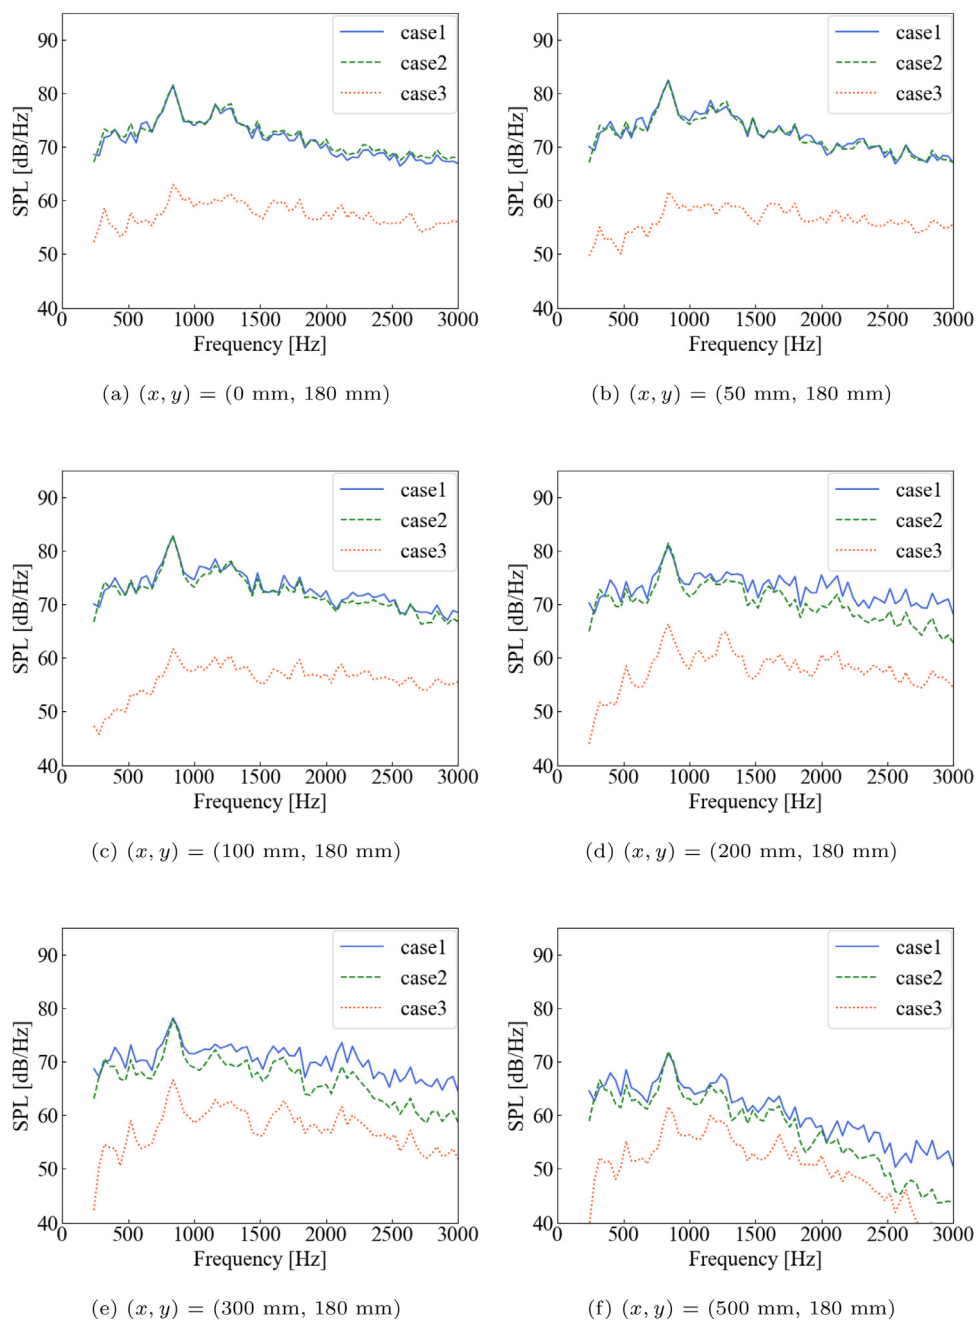 SPL [dB/Hz]
90
80
70
60
50
40
0 500 1000 1500 2000 2500 3000
Frequency [Hz]
case1
case2
case3
(a) (x, y) = (0 mm, 180 mm)
SPL [dB/Hz]
90
80
70
60
50
40
0 500 1000 1500 2000 2500 3000
Frequency [Hz]
case1
case2
case3
(b) (x, y) = (50 mm, 180 mm)
SPL [dB/Hz]
90
80
70
60
50
40
0 500 1000 1500 2000 2500 3000
Frequency [Hz]
case1
case2
case3
(c) (x, y) = (100 mm, 180 mm)
SPL [dB/Hz]
90
80
70
60
50
40
0 500 1000 1500 2000 2500 3000
Frequency [Hz]
case1
case2
case3
(d) (x, y) = (200 mm, 180 mm)
SPL [dB/Hz]
90
80
70
60
50
40
0 500 1000 1500 2000 2500 3000
Frequency [Hz]
case1
case2
case3
(e) (x, y) = (300 mm, 180 mm)
SPL [dB/Hz]
90
80
70
60
50
40
0 500 1000 1500 2000 2500 3000
Frequency [Hz]
case1
case2
case3
(f) (x, y) = (500 mm, 180 mm)